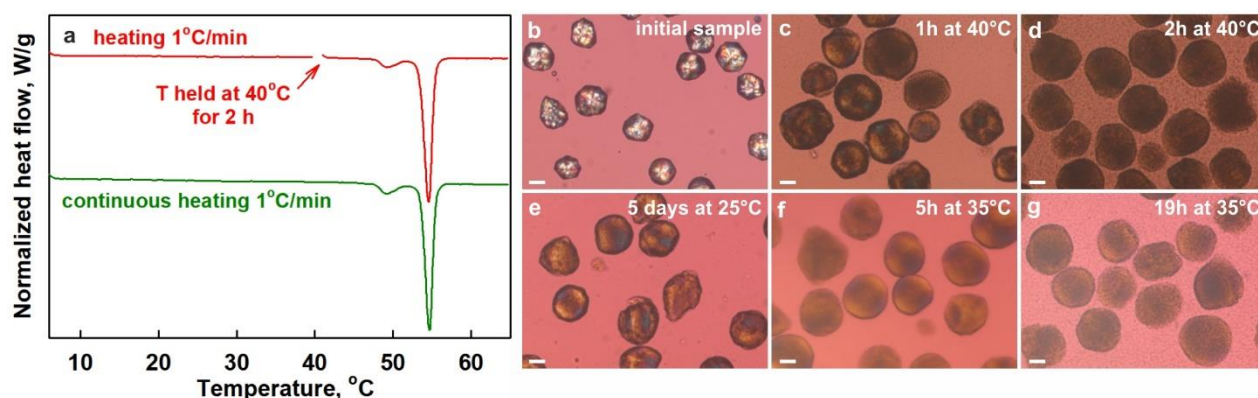 a
heating 1°C/min
T held at 40°C
for 2 h
continuous heating 1°C/min
Normalized heat flow, W/g
10 20 30 40 50 60
Temperature, °C
b initial sample
c 1h at 40°C
d 2h at 40°C
e 5 days at 25°C
f 5h at 35°C
g 19h at 35°C